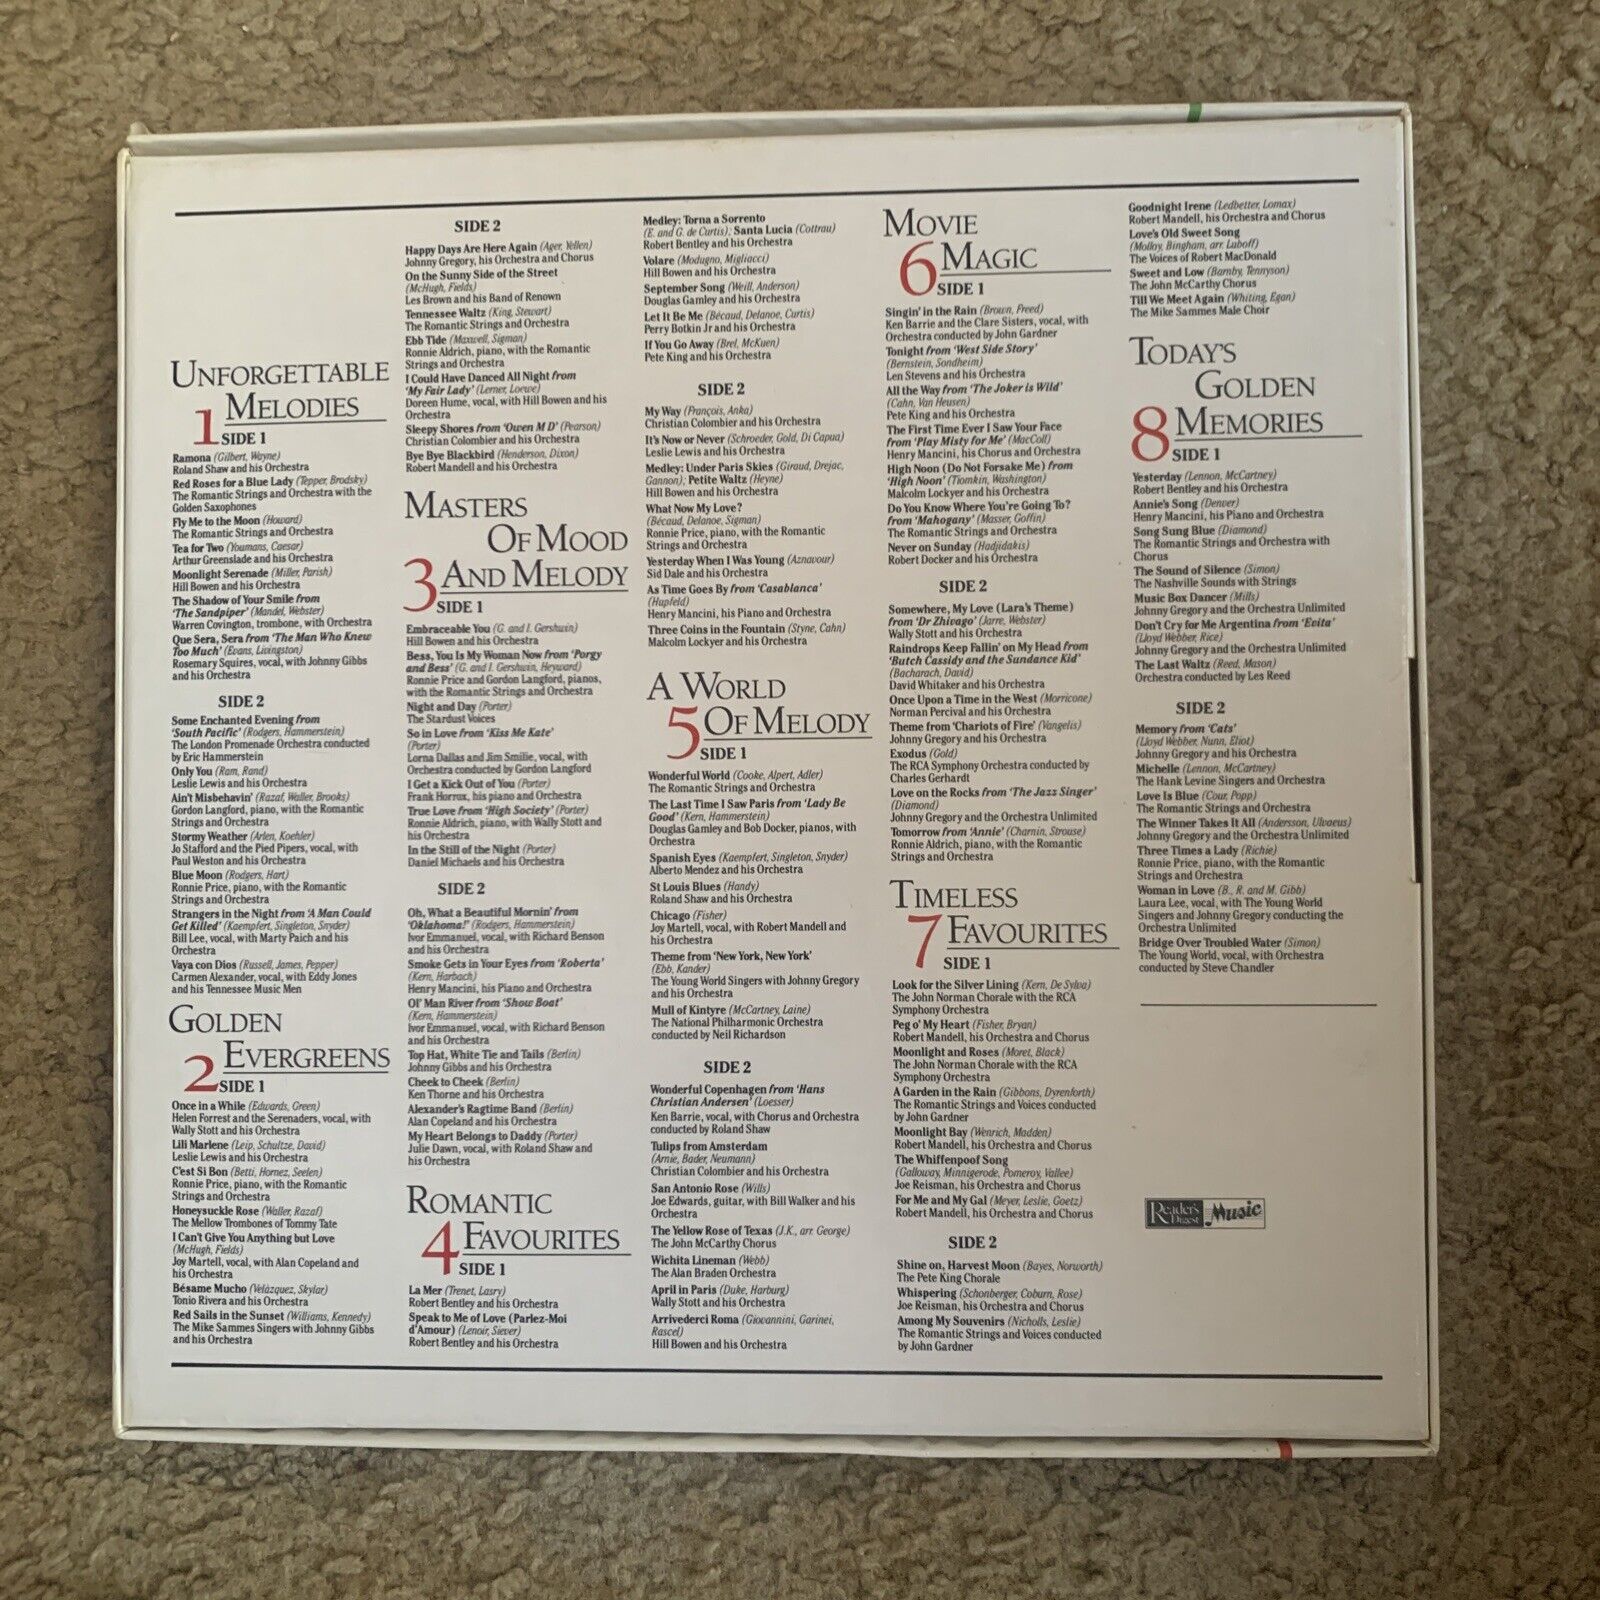 UNFORGETTABLE
MELODIES
1 SIDE 1
Ramona (Gilbert, Wayne)
Roland Shaw and his Orchestra
Red Roses for a Blue Lady (Tepper, Brodsky)
The Romantic Strings and Orchestra with the
Golden Saxophones
Fly Me to the Moon (Howard)
The Romantic Strings and Orchestra
Tea for Two (Youmans, Caesar)
Arthur Greenslade and his Orchestra
Moonlight Serenade (Miller, Parish)
Hill Bowen and his Orchestra
The Shadow of Your Smile from
'The Sandpiper' (Mandel, Webster)
Warren Covington, trombone, with Orchestra
Que Sera, Sera from 'The Man Who Knew
Too Much' (Evans, Livingston)
Rosemary Squires, vocal, with Johnny Gibbs
and his Orchestra
SIDE 2
Some Enchanted Evening from
'South Pacific' (Rodgers, Hammerstein)
The London Promenade Orchestra conducted
by Eric Hammerstein
Only You (Ram, Rand)
Leslie Lewis and his Orchestra
Ain't Misbehavin' (Razaf, Waller, Brooks)
Gordon Langford, piano, with the Romantic
Strings and Orchestra
Stormy Weather (Arlen, Koehler)
Jo Stafford and the Pied Pipers, vocal, with
Paul Weston and his Orchestra
Blue Moon (Rodgers, Hart)
Ronnie Price, piano, with the Romantic
Strings and Orchestra
Strangers in the Night from 'A Man Could
Get Killed' (Kaempfert, Singleton, Snyder)
Bill Lee, vocal, with Marty Paich and his
Orchestra
Vaya con Dios (Russell, James, Pepper)
Carmen Alexander, vocal, with Eddy Jones
and his Tennessee Music Men
GOLDEN
EVERGREENS
2 SIDE 1
Once in a While (Edwards, Green)
Helen Forrest and the Serenaders, vocal, with
Wally Stott and his Orchestra
Lili Marlene (Leip, Schultze, David)
Leslie Lewis and his Orchestra
C'est Si Bon (Betti, Hornez, Seelen)
Ronnie Price, piano, with the Romantic
Strings and Orchestra
Honeysuckle Rose (Waller, Razaf)
The Mellow Trombones of Tommy Tate
I Can't Give You Anything but Love
(McHugh, Fields)
Joy Martell, vocal, with Alan Copeland and
his Orchestra
Bésame Mucho (Velázquez, Skylar)
Tonio Rivera and his Orchestra
Red Sails in the Sunset (Williams, Kennedy)
The Mike Sammes Singers with Johnny Gibbs
and his Orchestra
SIDE 2
Happy Days Are Here Again (Ager, Yellen)
Johnny Gregory, his Orchestra and Chorus
On the Sunny Side of the Street
(McHugh, Fields)
Les Brown and his Band of Renown
Tennessee Waltz (King, Stewart)
The Romantic Strings and Orchestra
Ebb Tide (Maxwell, Sigman)
Ronnie Aldrich, piano, with the Romantic
Strings and Orchestra
I Could Have Danced All Night from
'My Fair Lady' (Lerner, Loewe)
Doreen Hume, vocal, with Hill Bowen and his
Orchestra
Sleepy Shores from 'Owen M D' (Pearson)
Christian Colombier and his Orchestra
Bye Bye Blackbird (Henderson, Dixon)
Robert Mandell and his Orchestra
MASTERS
OF MOOD
3 AND MELODY
SIDE 1
Embraceable You (G. and I. Gershwin)
Hill Bowen and his Orchestra
Bess, You Is My Woman Now from 'Porgy
and Bess' (G. and I. Gershwin, Heyward)
Ronnie Price and Gordon Langford, pianos,
with the Romantic Strings and Orchestra
Night and Day (Porter)
The Stardust Voices
So in Love from 'Kiss Me Kate'
(Porter)
Lorna Dallas and Jim Smilie, vocal, with
Orchestra conducted by Gordon Langford
I Get a Kick Out of You (Porter)
Frank Horrox, his piano and Orchestra
True Love from 'High Society' (Porter)
Ronnie Aldrich, piano, with Wally Stott and
his Orchestra
In the Still of the Night (Porter)
Daniel Michaels and his Orchestra
SIDE 2
Oh, What a Beautiful Mornin' from
'Oklahoma!' (Rodgers, Hammerstein)
Ivor Emmanuel, vocal, with Richard Benson
and his Orchestra
Smoke Gets in Your Eyes from 'Roberta'
(Kern, Harbach)
Henry Mancini, his Piano and Orchestra
Ol' Man River from 'Show Boat'
(Kern, Hammerstein)
Ivor Emmanuel, vocal, with Richard Benson
and his Orchestra
Top Hat, White Tie and Tails (Berlin)
Johnny Gibbs and his Orchestra
Cheek to Cheek (Berlin)
Ken Thorne and his Orchestra
Alexander's Ragtime Band (Berlin)
Alan Copeland and his Orchestra
My Heart Belongs to Daddy (Porter)
Julie Dawn, vocal, with Roland Shaw and
his Orchestra
ROMANTIC
4 FAVOURITES
SIDE 1
La Mer (Trenet, Lasry)
Robert Bentley and his Orchestra
Speak to Me of Love (Parlez-Moi
d'Amour) (Lenoir, Siever)
Robert Bentley and his Orchestra
Medley: Torna a Sorrento
(E. and G. de Curtis); Santa Lucia (Cottrau)
Robert Bentley and his Orchestra
Volare (Modugno, Migliacci)
Hill Bowen and his Orchestra
September Song (Weill, Anderson)
Douglas Gamley and his Orchestra
Let It Be Me (Bécaud, Delanoe, Curtis)
Perry Botkin Jr and his Orchestra
If You Go Away (Brel, McKuen)
Pete King and his Orchestra
SIDE 2
My Way (François, Anka)
Christian Colombier and his Orchestra
It's Now or Never (Schroeder, Gold, Di Capua)
Leslie Lewis and his Orchestra
Medley: Under Paris Skies (Giraud, Drejac,
Gannon); Petite Waltz (Heyne)
Hill Bowen and his Orchestra
What Now My Love?
(Bécaud, Delanoe, Sigman)
Ronnie Price, piano, with the Romantic
Strings and Orchestra
Yesterday When I Was Young (Aznavour)
Sid Dale and his Orchestra
As Time Goes By from 'Casablanca'
(Hupfeld)
Henry Mancini, his Piano and Orchestra
Three Coins in the Fountain (Styne, Cahn)
Malcolm Lockyer and his Orchestra
A WORLD
5 OF MELODY
SIDE 1
Wonderful World (Cooke, Alpert, Adler)
The Romantic Strings and Orchestra
The Last Time I Saw Paris from 'Lady Be
Good' (Kern, Hammerstein)
Douglas Gamley and Bob Docker, pianos, with
Orchestra
Spanish Eyes (Kaempfert, Singleton, Snyder)
Alberto Mendez and his Orchestra
St Louis Blues (Handy)
Roland Shaw and his Orchestra
Chicago (Fisher)
Joy Martell, vocal, with Robert Mandell and
his Orchestra
Theme from 'New York, New York'
(Ebb, Kander)
The Young World Singers with Johnny Gregory
and his Orchestra
Mull of Kintyre (McCartney, Laine)
The National Philharmonic Orchestra
conducted by Neil Richardson
SIDE 2
Wonderful Copenhagen from 'Hans
Christian Andersen' (Loesser)
Ken Barrie, vocal, with Chorus and Orchestra
conducted by Roland Shaw
Tulips from Amsterdam
(Arnie, Bader, Neumann)
Christian Colombier and his Orchestra
San Antonio Rose (Wills)
Joe Edwards, guitar, with Bill Walker and his
Orchestra
The Yellow Rose of Texas (J.K., arr. George)
The John McCarthy Chorus
Wichita Lineman (Webb)
The Alan Braden Orchestra
April in Paris (Duke, Harburg)
Wally Stott and his Orchestra
Arrivederci Roma (Giovannini, Garinei,
Rascel)
Hill Bowen and his Orchestra
MOVIE
6 MAGIC
SIDE 1
Singin' in the Rain (Brown, Freed)
Ken Barrie and the Clare Sisters, vocal, with
Orchestra conducted by John Gardner
Tonight from 'West Side Story'
(Bernstein, Sondheim)
Len Stevens and his Orchestra
All the Way from 'The Joker is Wild'
(Cahn, Van Heusen)
Pete King and his Orchestra
The First Time Ever I Saw Your Face
from 'Play Misty for Me' (MacColl)
Henry Mancini, his Chorus and Orchestra
High Noon (Do Not Forsake Me) from
'High Noon' (Tiomkin, Washington)
Malcolm Lockyer and his Orchestra
Do You Know Where You're Going To?
from 'Mahogany' (Masser, Goffin)
The Romantic Strings and Orchestra
Never on Sunday (Hadjidakis)
Robert Docker and his Orchestra
SIDE 2
Somewhere, My Love (Lara's Theme)
from 'Dr Zhivago' (Jarre, Webster)
Wally Stott and his Orchestra
Raindrops Keep Fallin' on My Head from
'Butch Cassidy and the Sundance Kid'
(Bacharach, David)
David Whitaker and his Orchestra
Once Upon a Time in the West (Morricone)
Norman Percival and his Orchestra
Theme from 'Chariots of Fire' (Vangelis)
Johnny Gregory and his Orchestra
Exodus (Gold)
The RCA Symphony Orchestra conducted by
Charles Gerhardt
Love on the Rocks from 'The Jazz Singer'
(Diamond)
Johnny Gregory and the Orchestra Unlimited
Tomorrow from 'Annie' (Charnin, Strouse)
Ronnie Aldrich, piano, with the Romantic
Strings and Orchestra
TIMELESS
7 FAVOURITES
SIDE 1
Look for the Silver Lining (Kern, De Sylva)
The John Norman Chorale with the RCA
Symphony Orchestra
Peg o' My Heart (Fisher, Bryan)
Robert Mandell, his Orchestra and Chorus
Moonlight and Roses (Moret, Black)
The John Norman Chorale with the RCA
Symphony Orchestra
A Garden in the Rain (Gibbons, Dyrenforth)
The Romantic Strings and Voices conducted
by John Gardner
Moonlight Bay (Wenrich, Madden)
Robert Mandell, his Orchestra and Chorus
The Whiffenpoof Song
(Galloway, Minnigerode, Pomeroy, Vallee)
Joe Reisman, his Orchestra and Chorus
For Me and My Gal (Meyer, Leslie, Goetz)
Robert Mandell, his Orchestra and Chorus
SIDE 2
Shine on, Harvest Moon (Bayes, Norworth)
The Pete King Chorale
Whispering (Schonberger, Coburn, Rose)
Joe Reisman, his Orchestra and Chorus
Among My Souvenirs (Nicholls, Leslie)
The Romantic Strings and Voices conducted
by John Gardner
Goodnight Irene (Ledbetter, Lomax)
Robert Mandell, his Orchestra and Chorus
Love's Old Sweet Song
(Molloy, Bingham, arr. Luboff)
The Voices of Robert MacDonald
Sweet and Low (Barnby, Tennyson)
The John McCarthy Chorus
Till We Meet Again (Whiting, Egan)
The Mike Sammes Male Choir
TODAY'S
GOLDEN
8 MEMORIES
SIDE 1
Yesterday (Lennon, McCartney)
Robert Bentley and his Orchestra
Annie's Song (Denver)
Henry Mancini, his Piano and Orchestra
Song Sung Blue (Diamond)
The Romantic Strings and Orchestra with
Chorus
The Sound of Silence (Simon)
The Nashville Sounds with Strings
Music Box Dancer (Mills)
Johnny Gregory and the Orchestra Unlimited
Don't Cry for Me Argentina from 'Evita'
(Lloyd Webber, Rice)
Johnny Gregory and the Orchestra Unlimited
The Last Waltz (Reed, Mason)
Orchestra conducted by Les Reed
SIDE 2
Memory from 'Cats'
(Lloyd Webber, Nunn, Eliot)
Johnny Gregory and his Orchestra
Michelle (Lennon, McCartney)
The Hank Levine Singers and Orchestra
Love Is Blue (Cour, Popp)
The Romantic Strings and Orchestra
The Winner Takes It All (Andersson, Ulvaeus)
Johnny Gregory and the Orchestra Unlimited
Three Times a Lady (Richie)
Ronnie Price, piano, with the Romantic
Strings and Orchestra
Woman in Love (B., R. and M. Gibb)
Laura Lee, vocal, with The Young World
Singers and Johnny Gregory conducting the
Orchestra Unlimited
Bridge Over Troubled Water (Simon)
The Young World, vocal, with Orchestra
conducted by Steve Chandler
Reader's
Digest Music